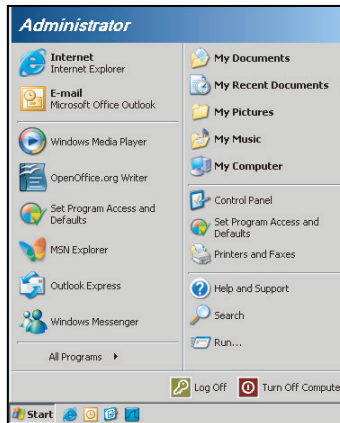 Administrator
Internet
Internet Explorer
E-mail
Microsoft Office Outlook
Windows Media Player
OpenOffice.org Writer
Set Program Access and
Defaults
MSN Explorer
Outlook Express
Windows Messenger
All Programs
My Documents
My Recent Documents
My Pictures
My Music
My Computer
Control Panel
Set Program Access and
Defaults
Printers and Faxes
Help and Support
Search
Run...
Log Off
Turn Off Compute
Start